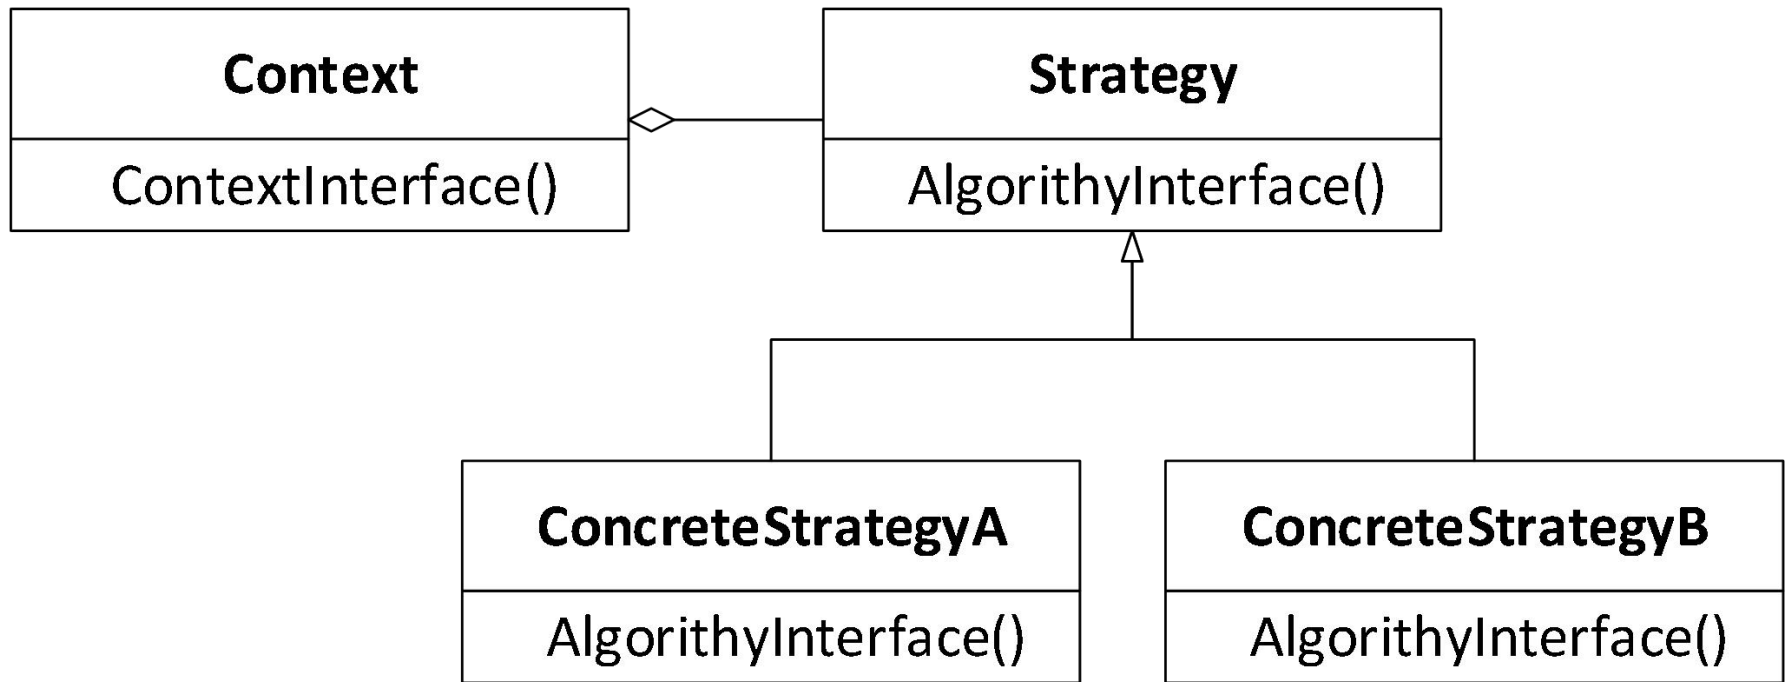 Context
Strategy
ContextInterface()
AlgorithyInterface()
ConcreteStrategyA
ConcreteStrategyB
AlgorithyInterface()
AlgorithyInterface()